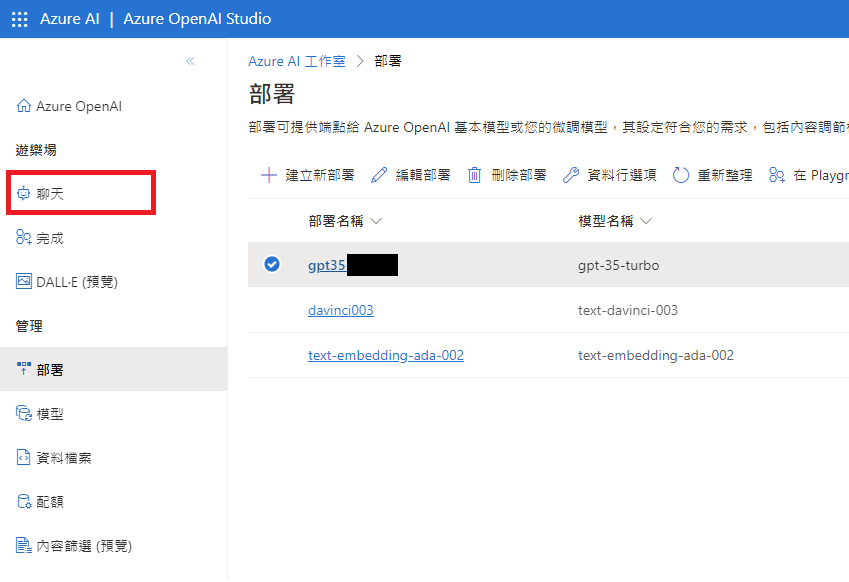 Azure AI | Azure OpenAI Studio
Azure AI 工作室 > 部署
部署
部署可提供端點給 Azure OpenAI 基本模型或您的微調模型，其設定符合您的需求，包括內容調節
建立新部署 編輯部署 刪除部署 資料行選項 重新整理 在 Playgr
部署名稱 模型名稱
gpt35- gpt-35-turbo
davinci003 text-davinci-003
text-embedding-ada-002 text-embedding-ada-002
Azure OpenAI
遊樂場
聊天
完成
DALL·E (預覽)
管理
部署
模型
資料檔案
配額
內容篩選 (預覽)